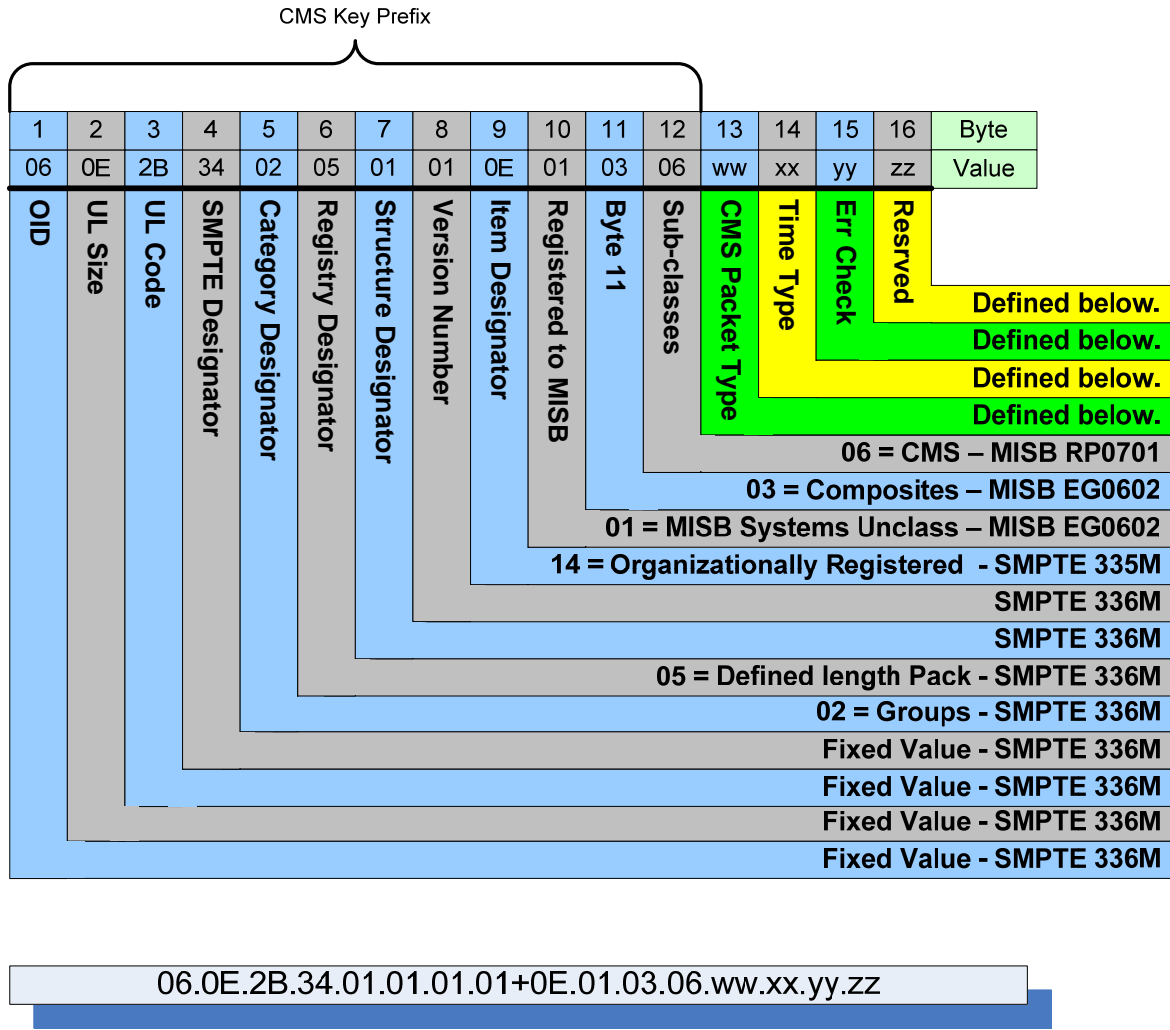 CMS Key Prefix
1 2 3 4 5 6 7 8 9 10 11 12 13 14 15 16 Byte
06 0E 2B 34 02 05 01 01 0E 01 03 06 ww xx yy zz Value
OID
UL Size
UL Code
SMPTE Designator
Category Designator
Registry Designator
Structure Designator
Version Number
Item Designator
Registered to MISB
Byte 11
Sub-classes
CMS Packet Type
Time Type
Err Check
Resrved
Defined below.
Defined below.
Defined below.
Defined below.
06 = CMS – MISB RP0701
03 = Composites – MISB EG0602
01 = MISB Systems Unclass – MISB EG0602
14 = Organizationally Registered - SMPTE 335M
SMPTE 336M
SMPTE 336M
05 = Defined length Pack - SMPTE 336M
02 = Groups - SMPTE 336M
Fixed Value - SMPTE 336M
Fixed Value - SMPTE 336M
Fixed Value - SMPTE 336M
Fixed Value - SMPTE 336M
06.0E.2B.34.01.01.01.01+0E.01.03.06.ww.xx.yy.zz